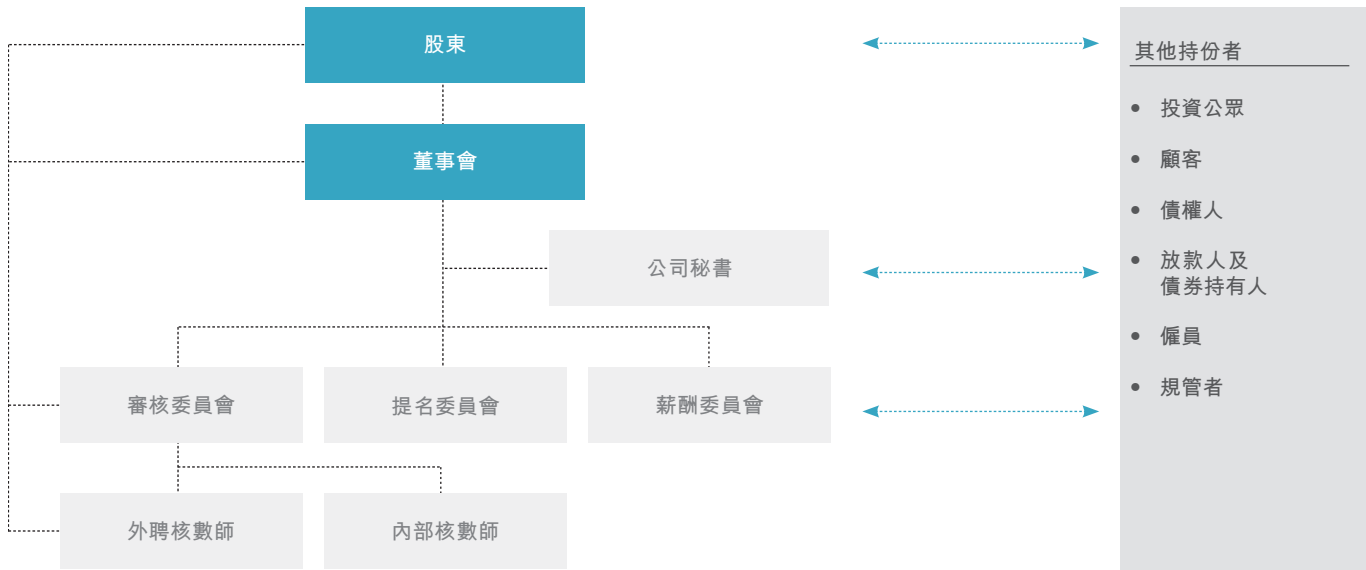 股東
董事會
公司秘書
審核委員會
提名委員會
薪酬委員會
外聘核數師
內部核數師
其他持份者
• 投資公眾
• 顧客
• 債權人
• 放款人及
債券持有人
• 僱員
• 規管者